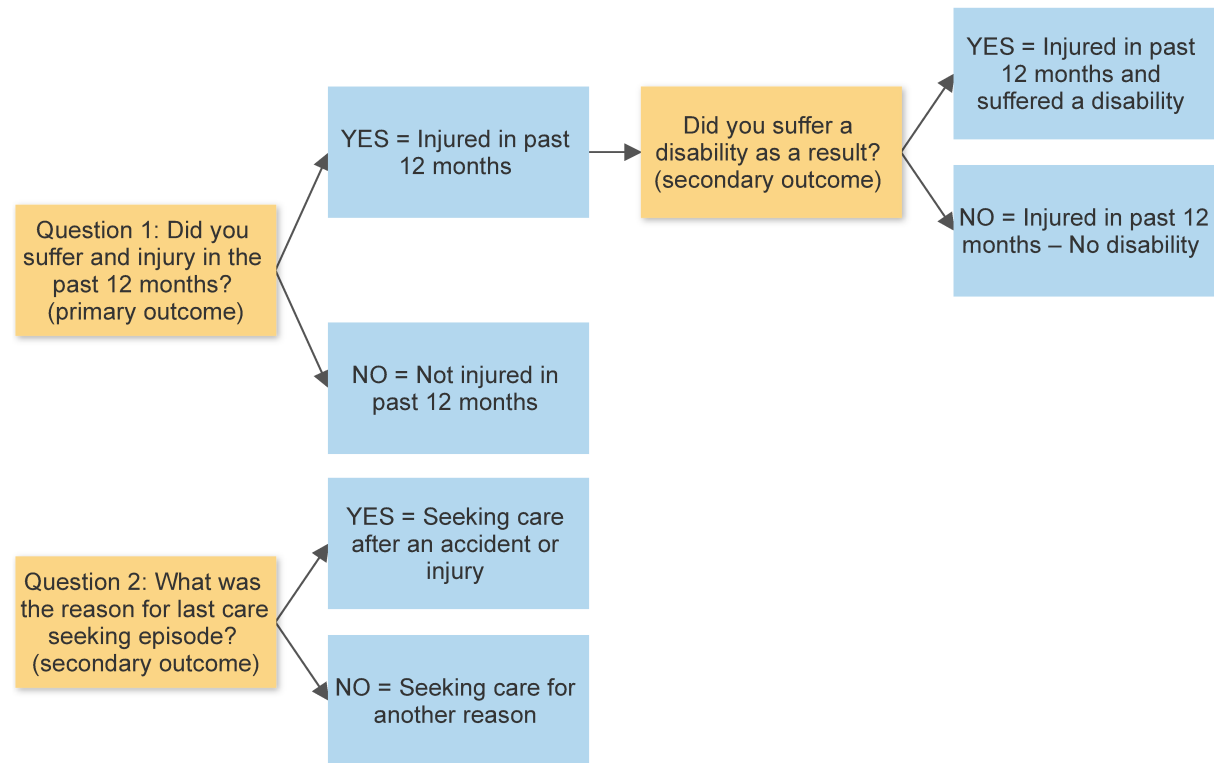 Question 1: Did you
suffer and injury in the
past 12 months?
(primary outcome)
YES = Injured in past
12 months
Did you suffer a
disability as a result?
(secondary outcome)
YES = Injured in past
12 months and
suffered a disability
NO = Injured in past 12
months – No disability
NO = Not injured in
past 12 months
Question 2: What was
the reason for last care
seeking episode?
(secondary outcome)
YES = Seeking care
after an accident or
injury
NO = Seeking care for
another reason